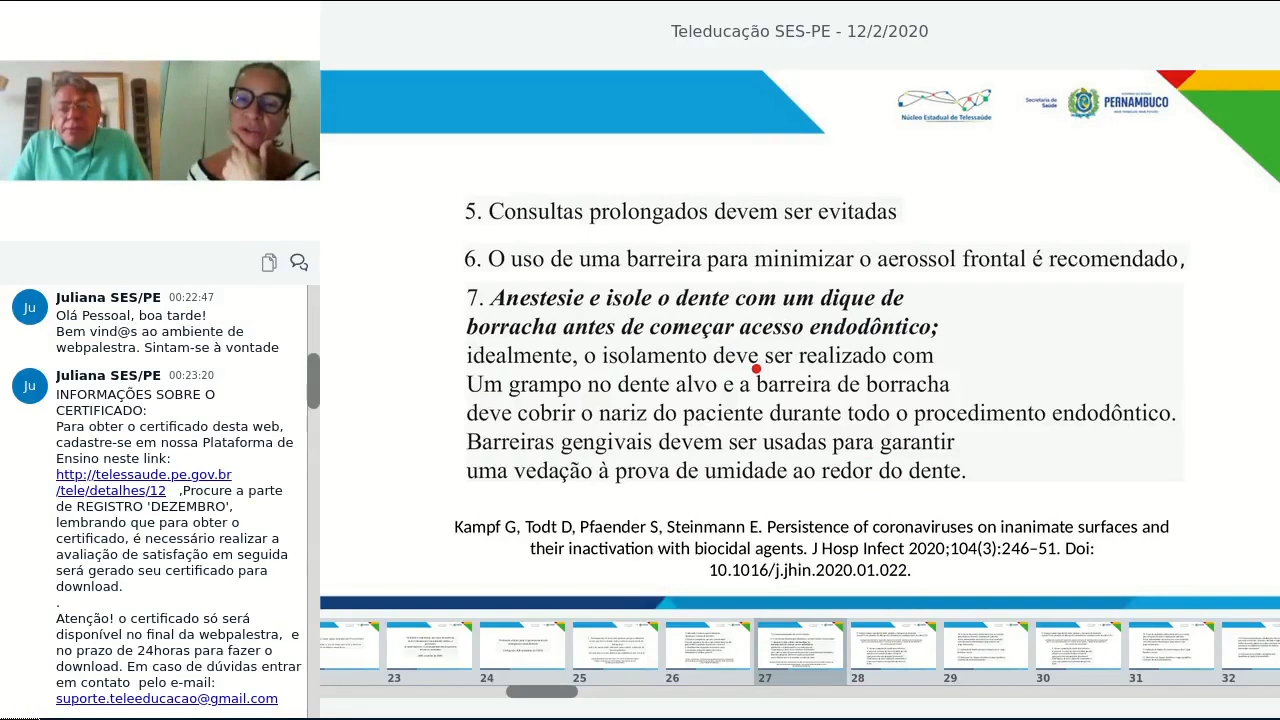 Teleducação SES-PE - 12/2/2020
Núcleo Estadual de Telessaúde
Secretaria de
Saúde
PERNAMBUCO
5. Consultas prolongados devem ser evitadas
6. O uso de uma barreira para minimizar o aerossol frontal é recomendado,
7. Anestesie e isole o dente com um dique de
borracha antes de começar acesso endodôntico;
idealmente, o isolamento deve ser realizado com
Um grampo no dente alvo e a barreira de borracha
deve cobrir o nariz do paciente durante todo o procedimento endodôntico.
Barreiras gengivais devem ser usadas para garantir
uma vedação à prova de umidade ao redor do dente.
Kampf G, Todt D, Pfaender S, Steinmann E. Persistence of coronaviruses on inanimate surfaces and
their inactivation with biocidal agents. J Hosp Infect 2020;104(3):246–51. Doi:
10.1016/j.jhin.2020.01.022.
Ju
Juliana SES/PE 00:22:47
Olá Pessoal, boa tarde!
Bem vind@s ao ambiente de
webpalestra. Sintam-se à vontade
Ju
Juliana SES/PE 00:23:20
INFORMAÇÕES SOBRE O
CERTIFICADO:
Para obter o certificado desta web,
cadastre-se em nossa Plataforma de
Ensino neste link:
http://telessaude.pe.gov.br
/tele/detalhes/12 ,Procure a parte
de REGISTRO 'DEZEMBRO',
lembrando que para obter o
certificado, é necessário realizar a
avaliação de satisfação em seguida
será gerado seu certificado para
download.
.
Atenção! o certificado só será
disponível no final da webpalestra, e
no prazo de 24horas para fazer o
download. Em caso de dúvidas entrar
em contato pelo e-mail:
suporte.teleeducacao@gmail.com
23 24 25 26 27 28 29 30 31 32